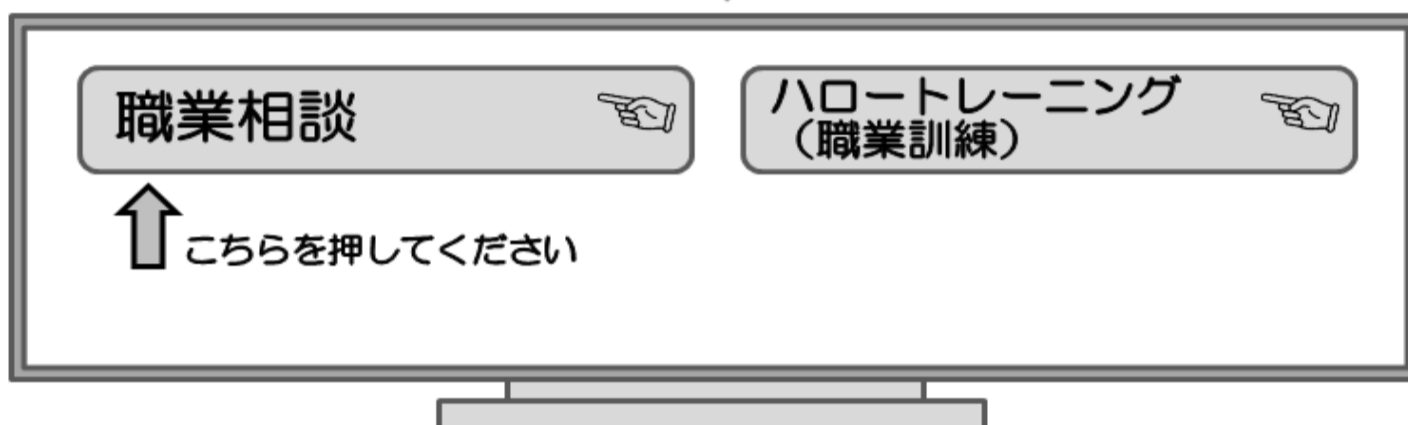 職業相談
ハロートレーニング
（職業訓練）
こちらを押してください